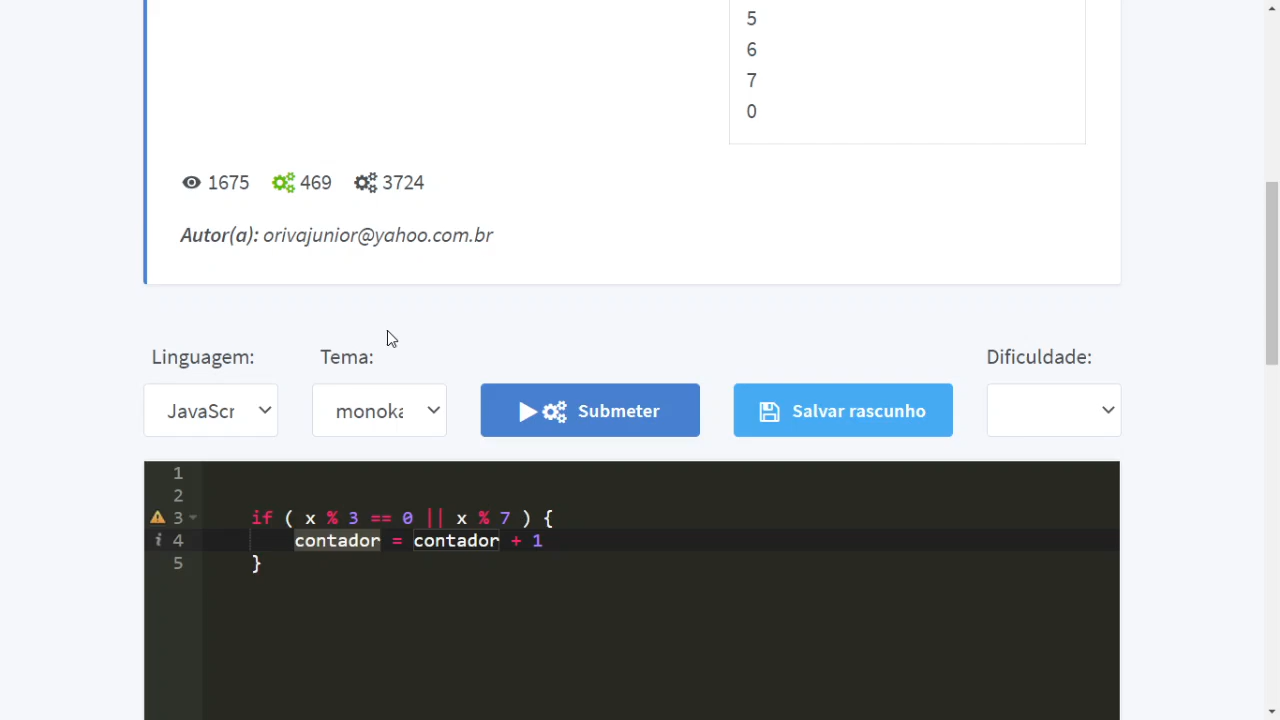 5
6
7
0
1675 469 3724
Autor(a): orivajunior@yahoo.com.br
Linguagem: Tema: Dificuldade:
JavaScr monoka Submeter Salvar rascunho
1
2
3 if ( x % 3 == 0 || x % 7 ) {
4 contador = contador + 1
5 }